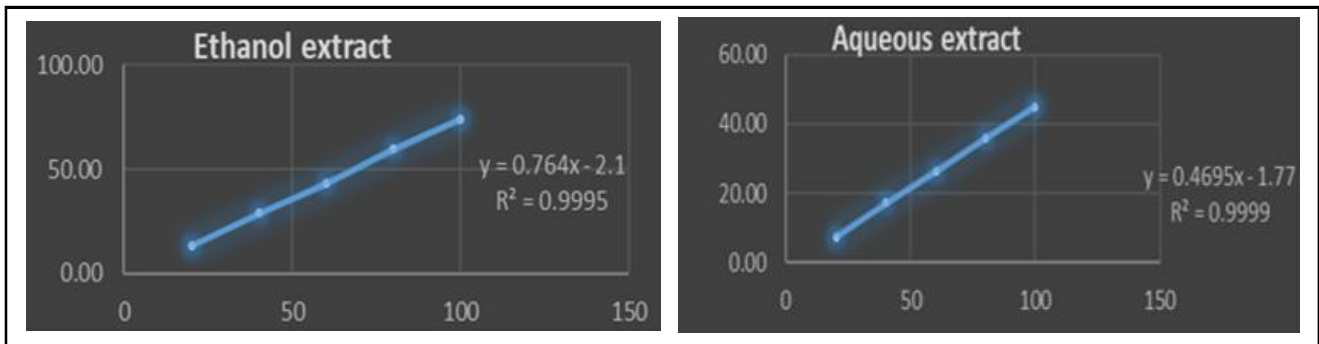 Ethanol extract
100.00
50.00
0.00
0 50 100 150
y = 0.764x - 2.1
R² = 0.9995
Aqueous extract
60.00
40.00
20.00
0.00
0 50 100 150
y = 0.4695x - 1.77
R² = 0.9999